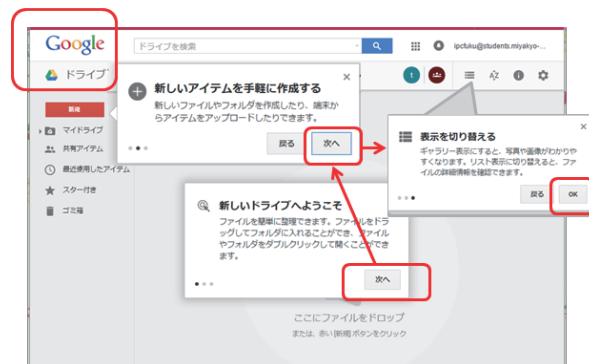 Google
ドライブを検索
ipcfuku@students.miyakyo-...
ドライブ
新規
マイドライブ
共有アイテム
最近使用したアイテム
スター付き
ゴミ箱
新しいアイテムを手軽に作成する
新しいファイルやフォルダを作成したり、端末か
らアイテムをアップロードしたりできます。
戻る
次へ
表示を切り替える
ギャラリー表示にすると、写真や画像がわかりや
すくなります。リスト表示に切り替えると、ファ
イルの詳細情報を確認できます。
戻る
OK
新しいドライブへようこそ
ファイルを簡単に整理できます。ファイルをドラ
ッグしてフォルダに入れることができ、ファイル
やフォルダをダブルクリックして開くことができ
ます。
次へ
ここにファイルをドロップ
または、赤い[新規]ボタンをクリック
t
AZ